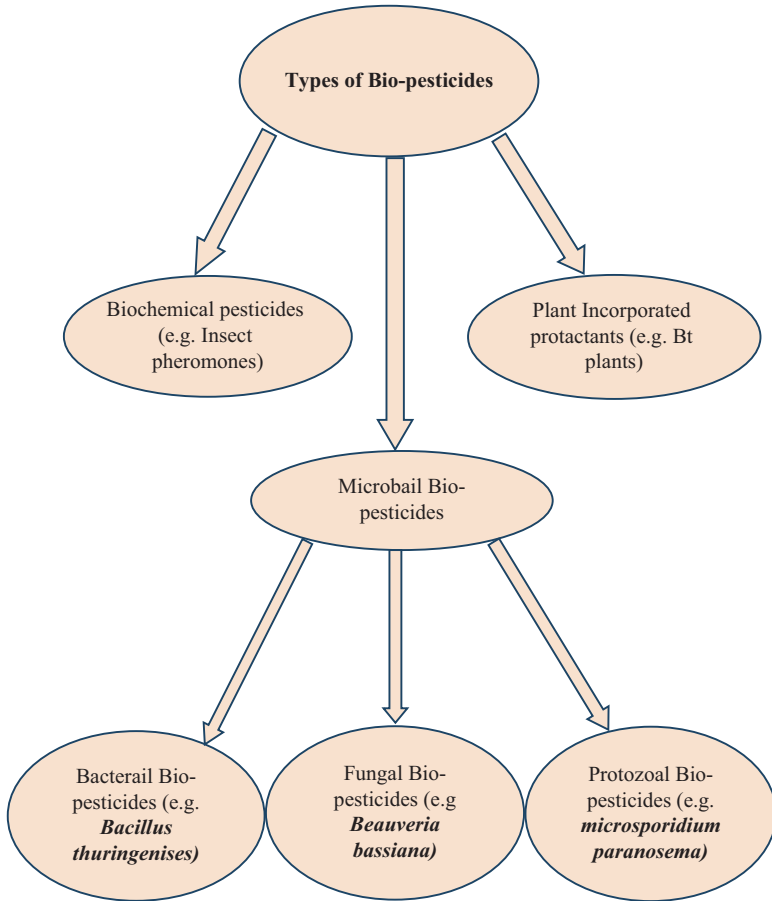 Types of Bio-pesticides
Biochemical pesticides
(e.g. Insect
pheromones)
Plant Incorporated
protactants (e.g. Bt
plants)
Microbail Bio-
pesticides
Bacterail Bio-
pesticides (e.g.
Bacillus
thuringenises)
Fungal Bio-
pesticides (e.g
Beauveria
bassiana)
Protozoal Bio-
pesticides (e.g.
microsporidium
paranosema)